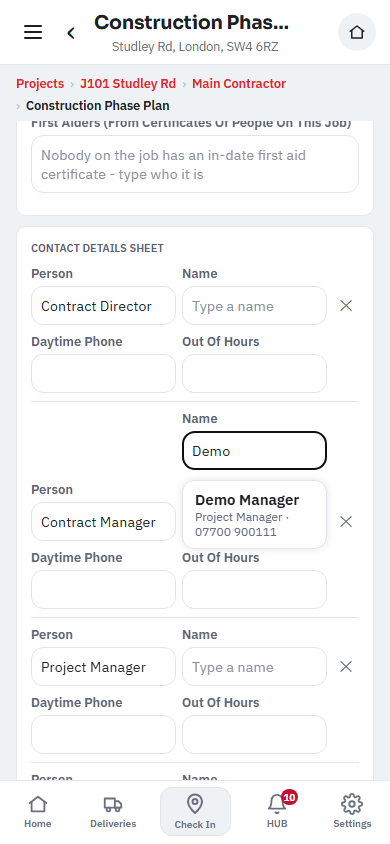 Construction Phas...
Studley Rd, London, SW4 6RZ
Projects › J101 Studley Rd › Main Contractor
› Construction Phase Plan
First Aiders (From Certificates Of People On This Job)
Nobody on the job has an in-date first aid
certificate - type who it is
CONTACT DETAILS SHEET
Person Name
Contract Director Type a name
Daytime Phone Out Of Hours
Name
Demo
Person
Demo Manager
Project Manager ·
07700 900111
Contract Manager
Daytime Phone Out Of Hours
Person Name
Project Manager Type a name
Daytime Phone Out Of Hours
Person Name
10
Home Deliveries Check In HUB Settings